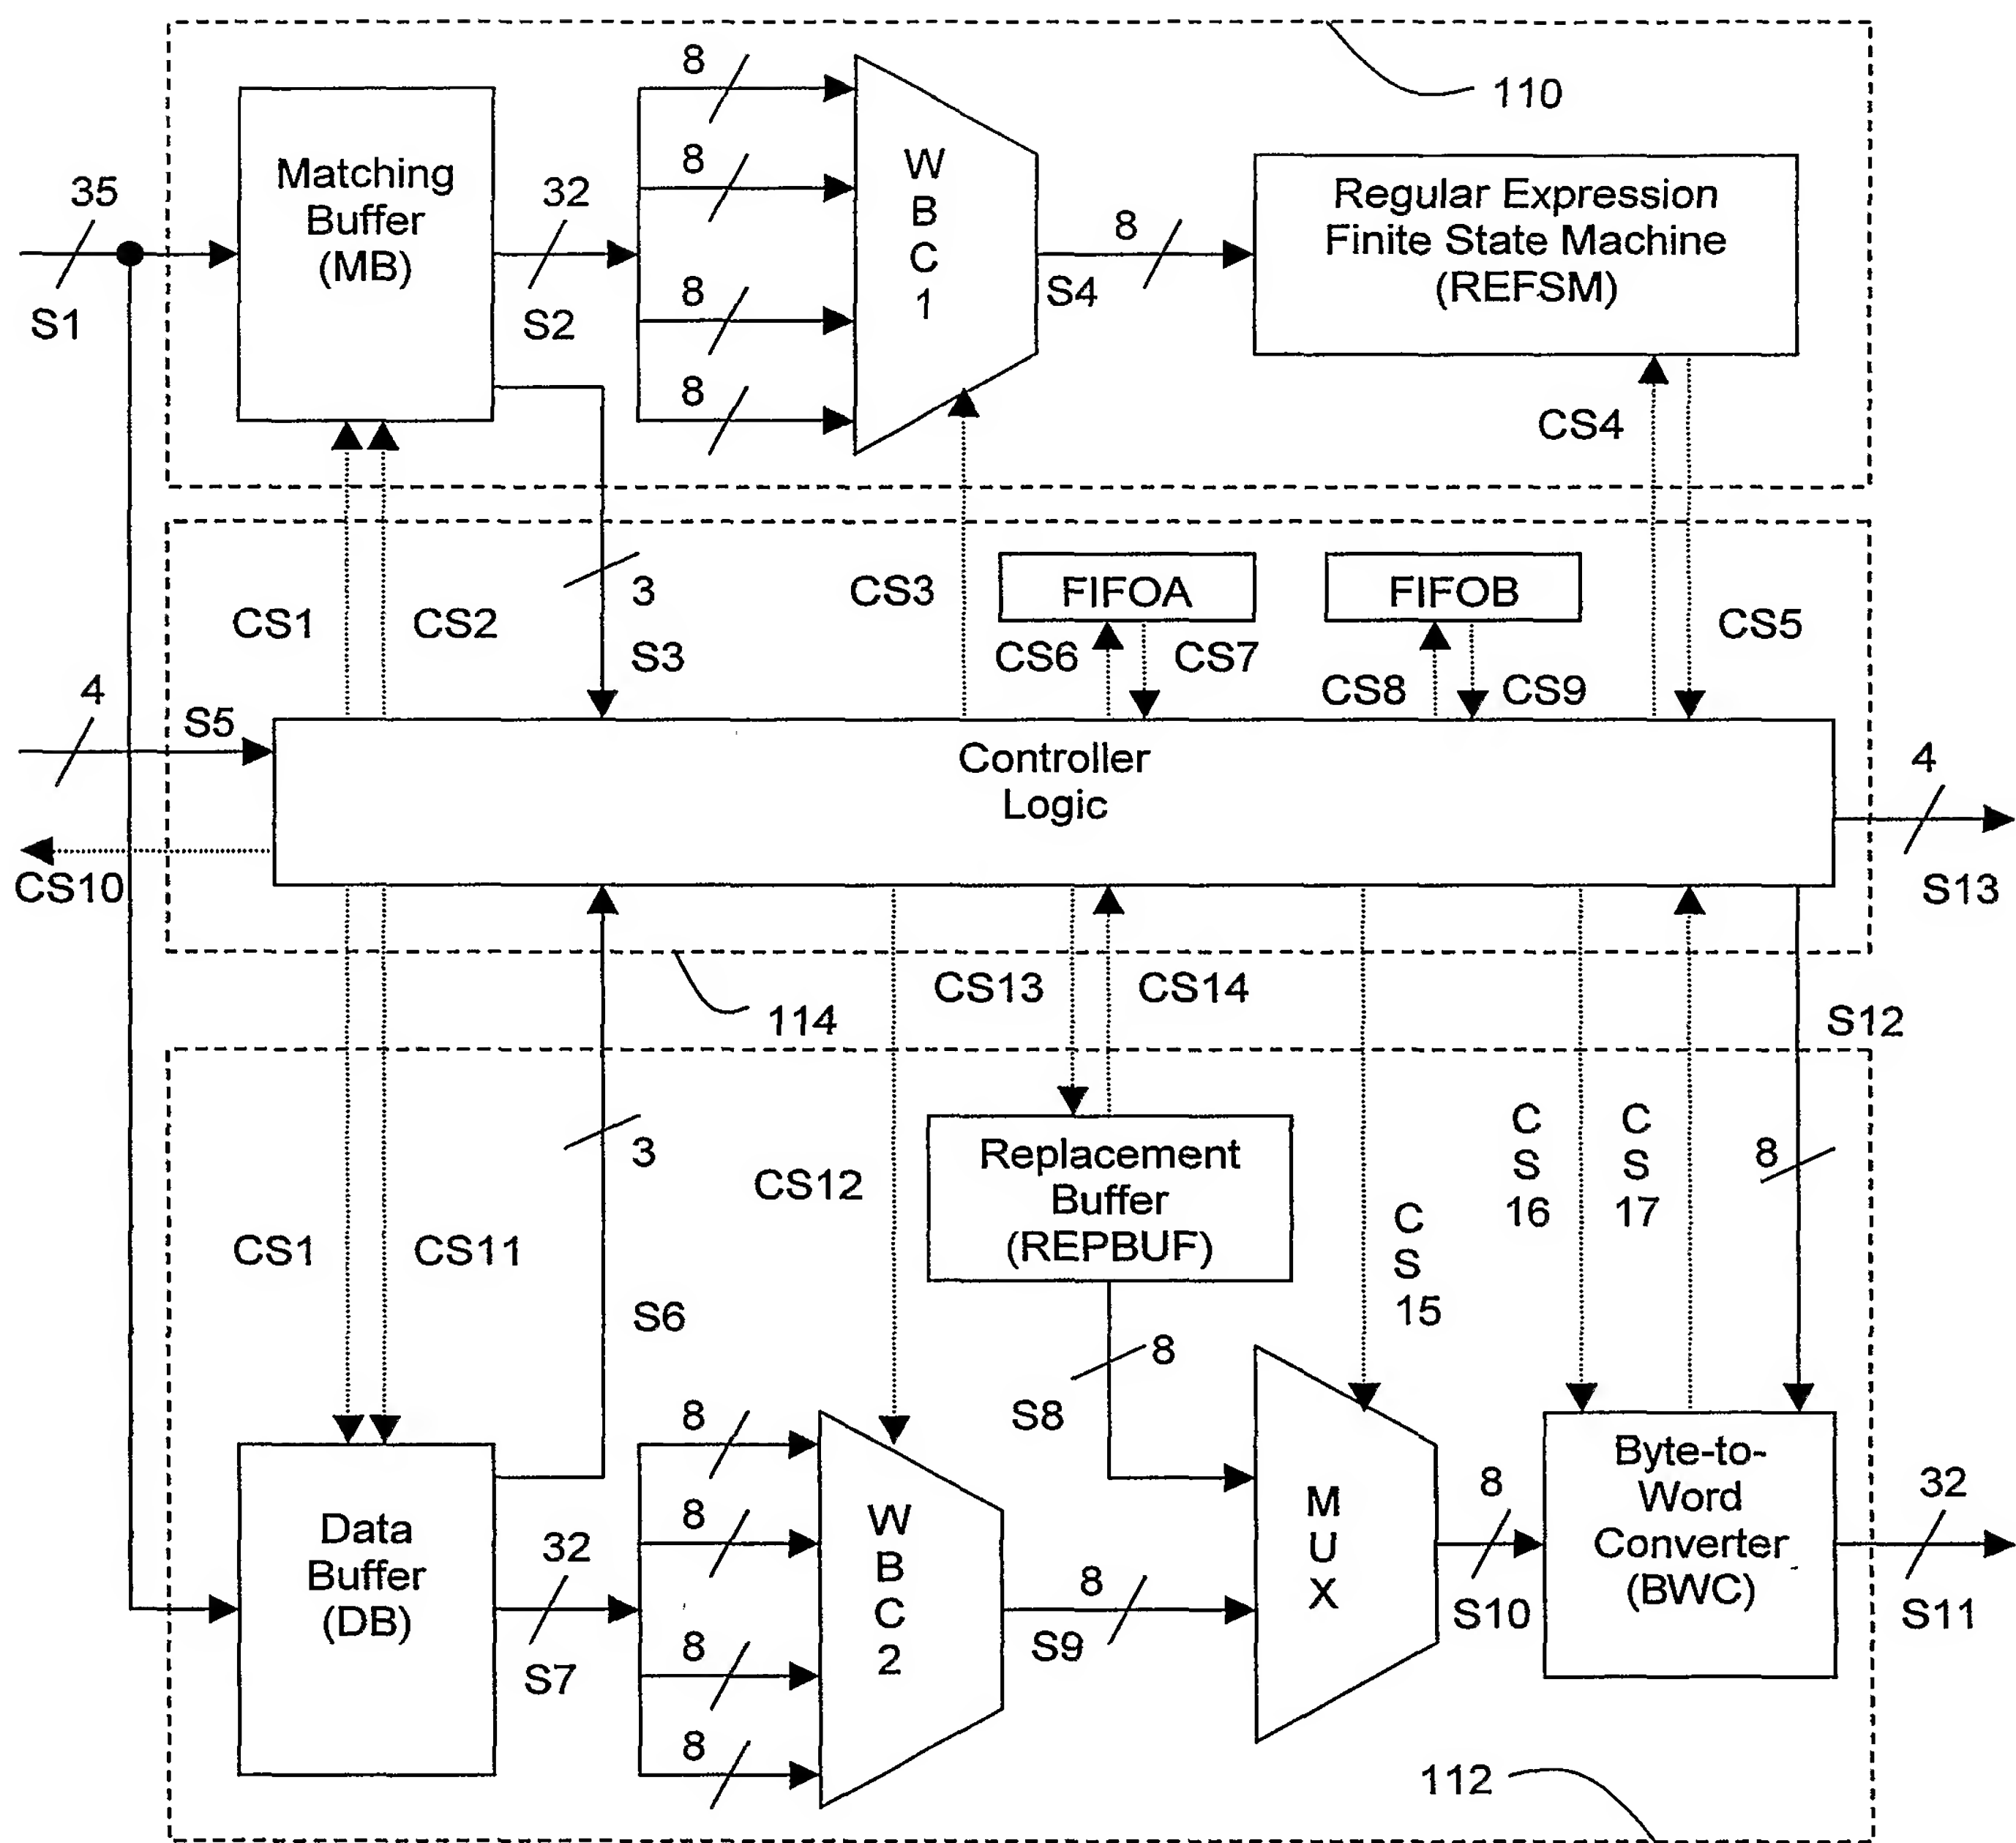 8
110
Matching
Buffer
(MB)
8
W
B
C
1
Regular Expression
Finite State Machine
(REFSM)
35
32
8
S1
S2
8
S4
8
CS4
3
CS3
FIFOA
FIFOB
CS1
CS2
S3
CS6
CS7
CS8
CS9
CS5
4
S5
Controller
Logic
4
CS10
S13
CS13
CS14
114
S12
3
CS12
Replacement
Buffer
(REPBUF)
C
S
16
C
S
17
8
CS1
CS11
C
S
15
S6
8
S8
8
Data
Buffer
(DB)
32
S7
8
8
8
W
B
C
2
8
S9
M
U
X
8
S10
Byte-to-
Word
Converter
(BWC)
32
S11
112